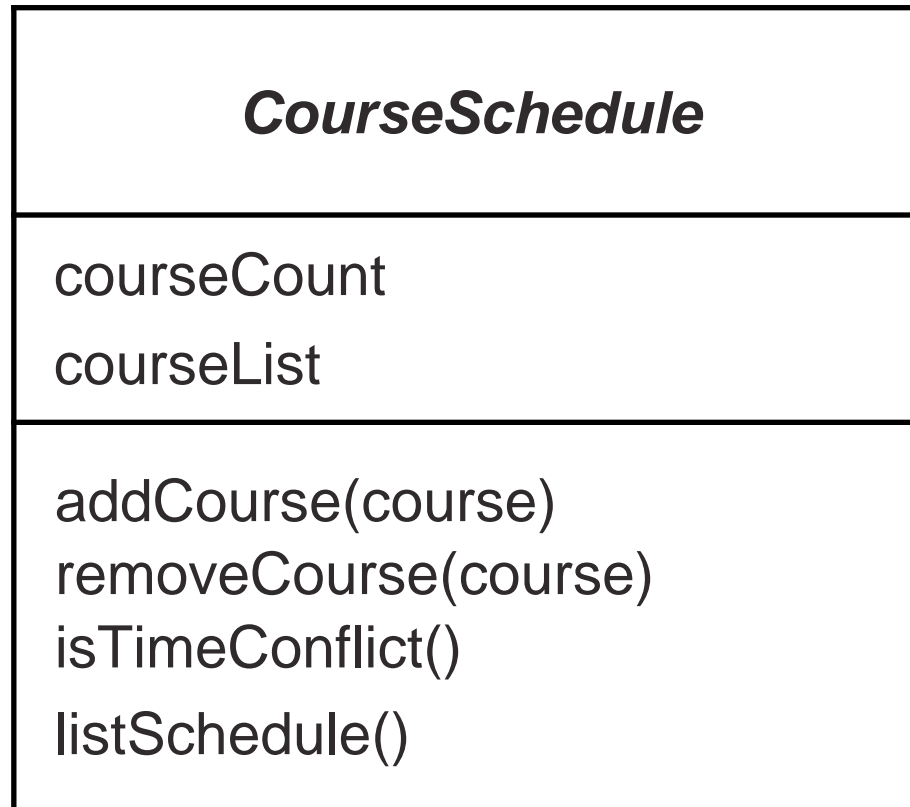 CourseSchedule
courseCount
courseList
addCourse(course)
removeCourse(course)
isTimeConflict()
listSchedule()